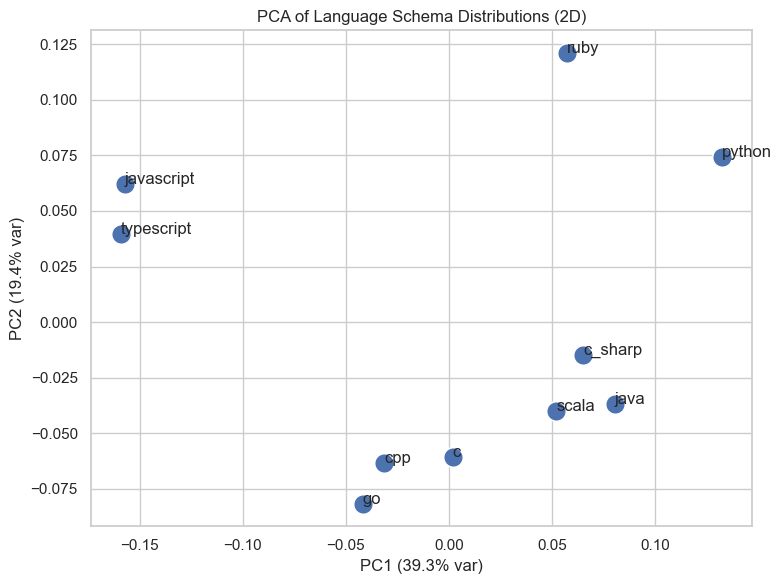 PCA of Language Schema Distributions (2D)
0.125
0.100
0.075
0.050
0.025
0.000
−0.025
−0.050
−0.075
PC2 (19.4% var)
ruby
python
javascript
typescript
c_sharp
java
scala
c
cpp
go
−0.15
−0.10
−0.05
0.00
0.05
0.10
PC1 (39.3% var)